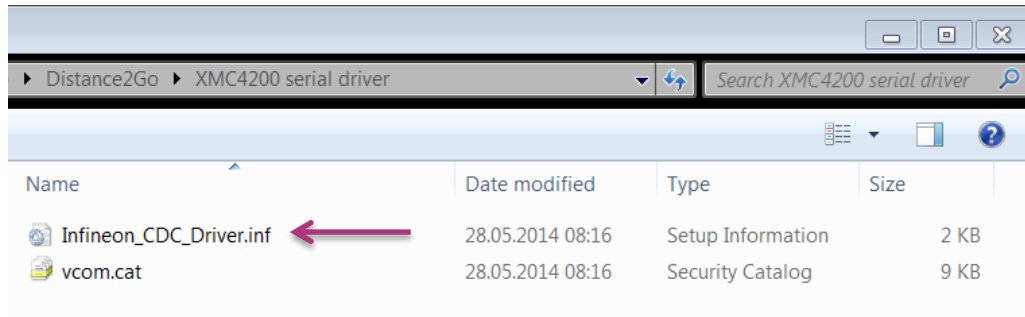 Distance2Go XMC4200 serial driver Search XMC4200 serial driver
Name Date modified Type Size
Infineon_CDC_Driver.inf 28.05.2014 08:16 Setup Information 2 KB
vcom.cat 28.05.2014 08:16 Security Catalog 9 KB